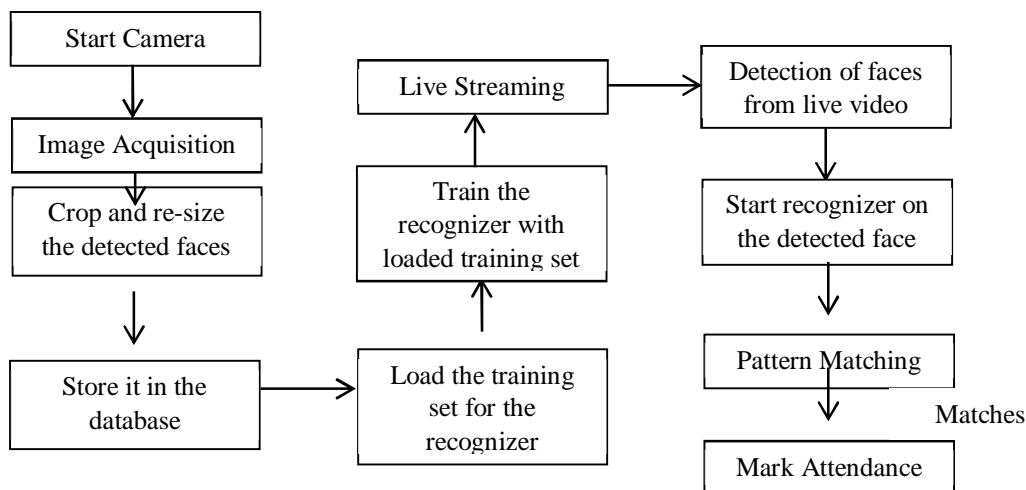 Start Camera
Image Acquisition
Crop and re-size
the detected faces
Store it in the
database
Load the training
set for the
recognizer
Train the
recognizer with
loaded training set
Live Streaming
Detection of faces
from live video
Start recognizer on
the detected face
Pattern Matching
Matches
Mark Attendance